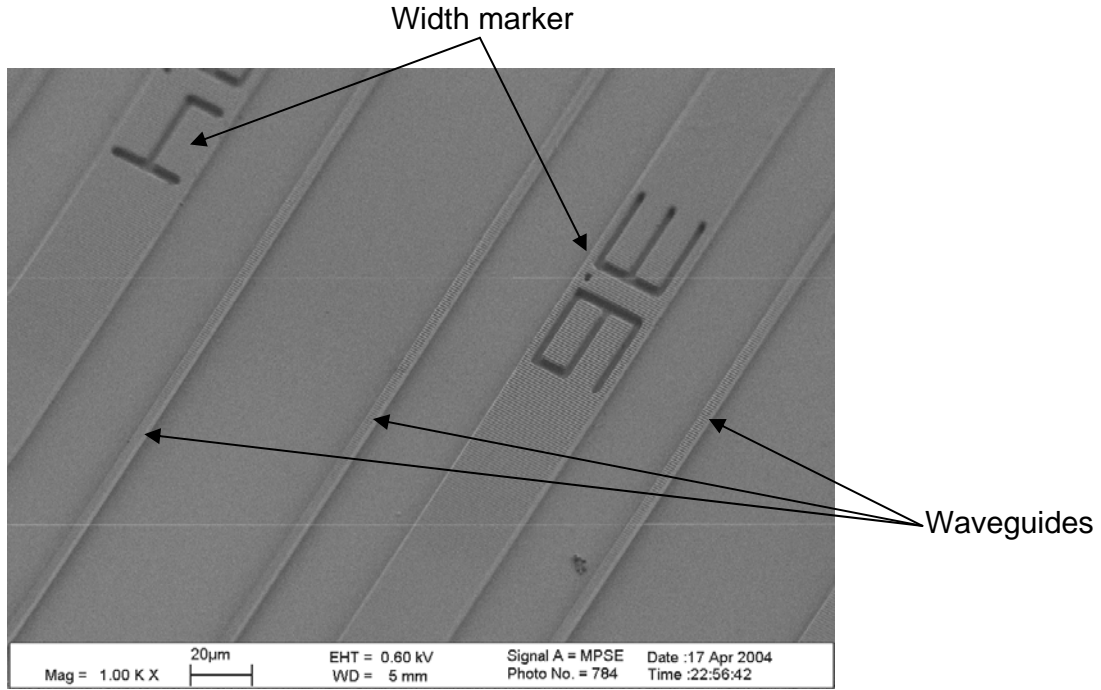 Width marker
Waveguides
Mag = 1.00 K X
20µm
EHT = 0.60 kV
WD = 5 mm
Signal A = MPSE
Photo No. = 784
Date :17 Apr 2004
Time :22:56:42